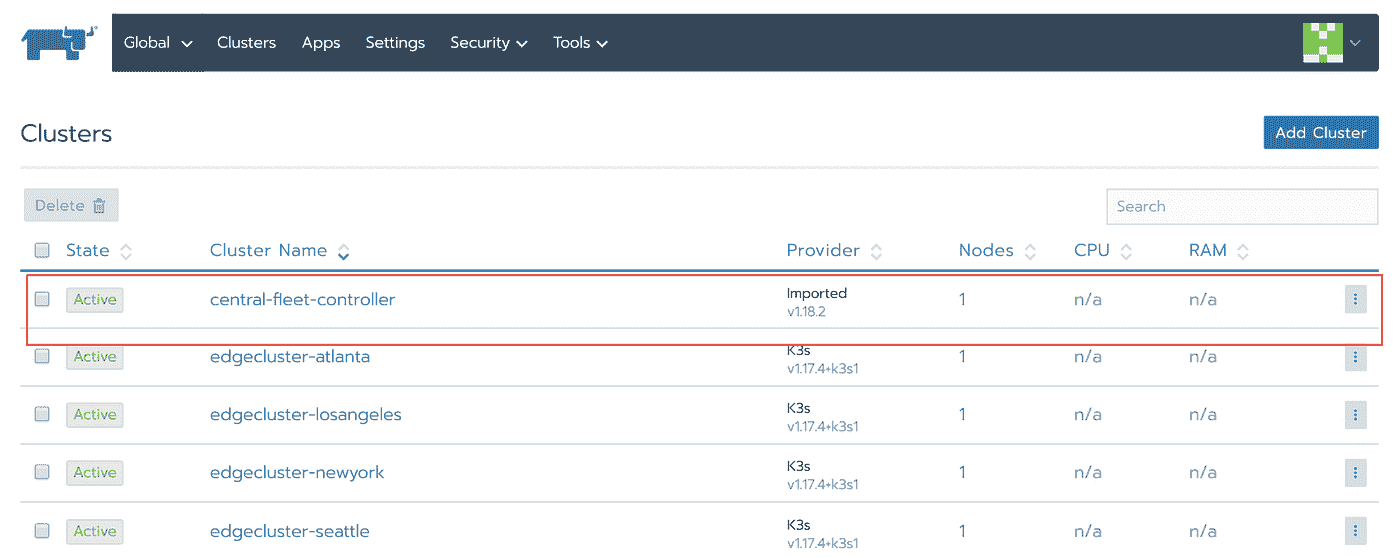 Global Clusters Apps Settings Security Tools
Clusters
Add Cluster
Delete
Search
State Cluster Name Provider Nodes CPU RAM
Active central-fleet-controller Imported 1 n/a n/a
v1.18.2
Active edgecluster-atlanta K3s 1 n/a n/a
v1.17.4+k3s1
Active edgecluster-losangeles K3s 1 n/a n/a
v1.17.4+k3s1
Active edgecluster-newyork K3s 1 n/a n/a
v1.17.4+k3s1
Active edgecluster-seattle K3s 1 n/a n/a
v1.17.4+k3s1